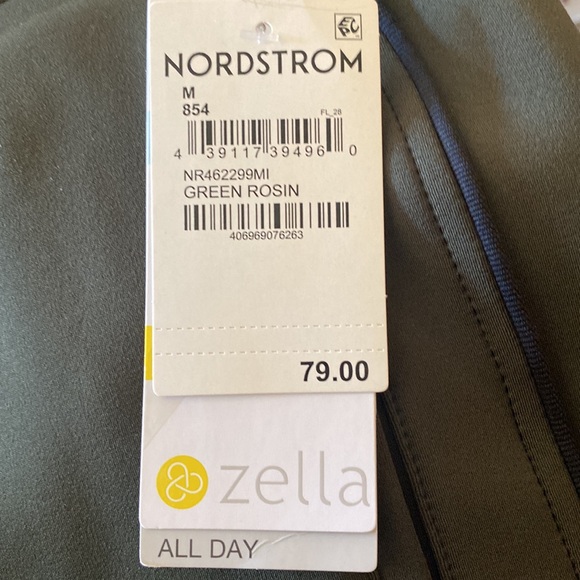 NORDSTROM
M
854
FL_28
4 39117 39496 0
NR462299MI
GREEN ROSIN
406969076263
79.00
zella
ALL DAY